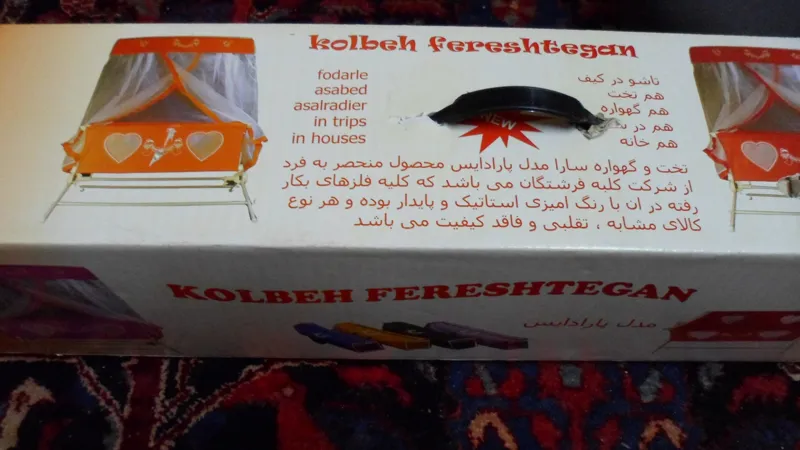 kolbeh fereshtegan
fodarle
asabed
asalradier
in trips
in houses
NEW
تاشو در کیف
هم تخت
هم گهواره
هم در
هم خانه
تخت و گهواره سارا مدل پارادایس محصول منحصر به فرد
از شرکت کلبه فرشتگان می باشد که کلیه فلزهای بکار
رفته در ان با رنگ امیزی استاتیک و پایدار بوده و هر نوع
کالای مشابه ، تقلبی و فاقد کیفیت می باشد
KOLBEH FERESHTEGAN
مدل پارادایس